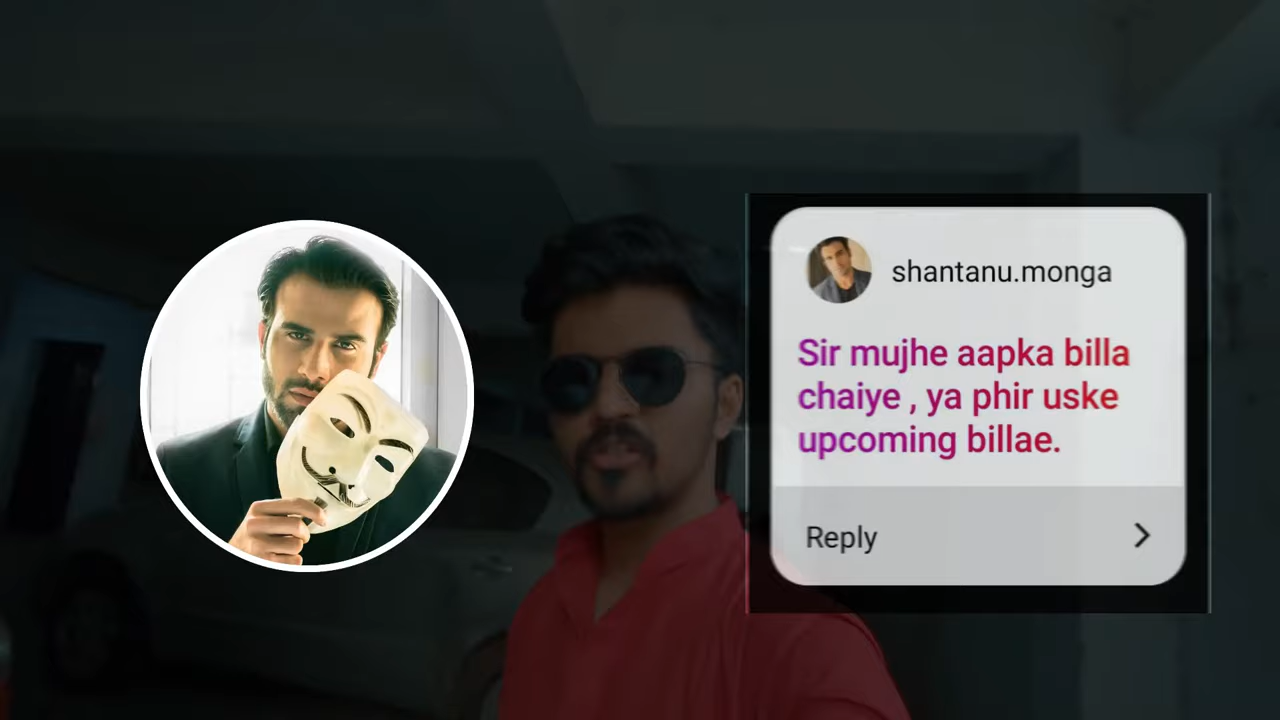 shantanu.monga
Sir mujhe aapka billa
chaiye , ya phir uske
upcoming billae.
Reply